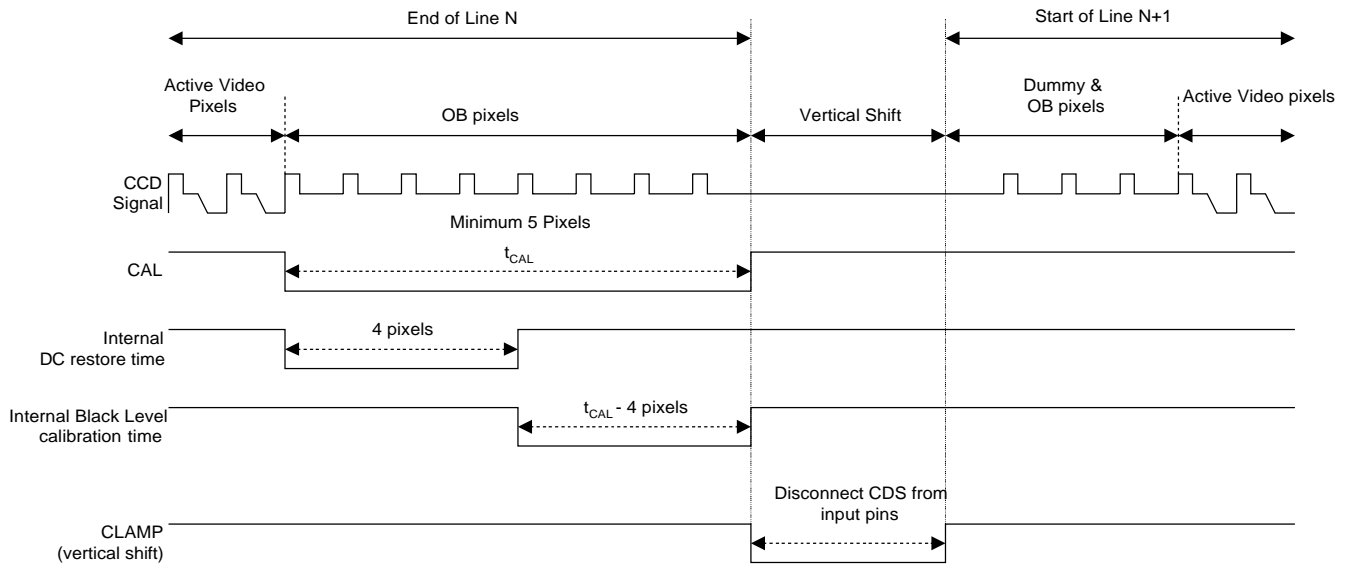 End of Line N
Start of Line N+1
Active Video
Pixels
OB pixels
Vertical Shift
Dummy &
OB pixels
Active Video pixels
CCD
Signal
Minimum 5 Pixels
CAL
tCAL
Internal
DC restore time
4 pixels
Internal Black Level
calibration time
tCAL - 4 pixels
Disconnect CDS from
input pins
CLAMP
(vertical shift)